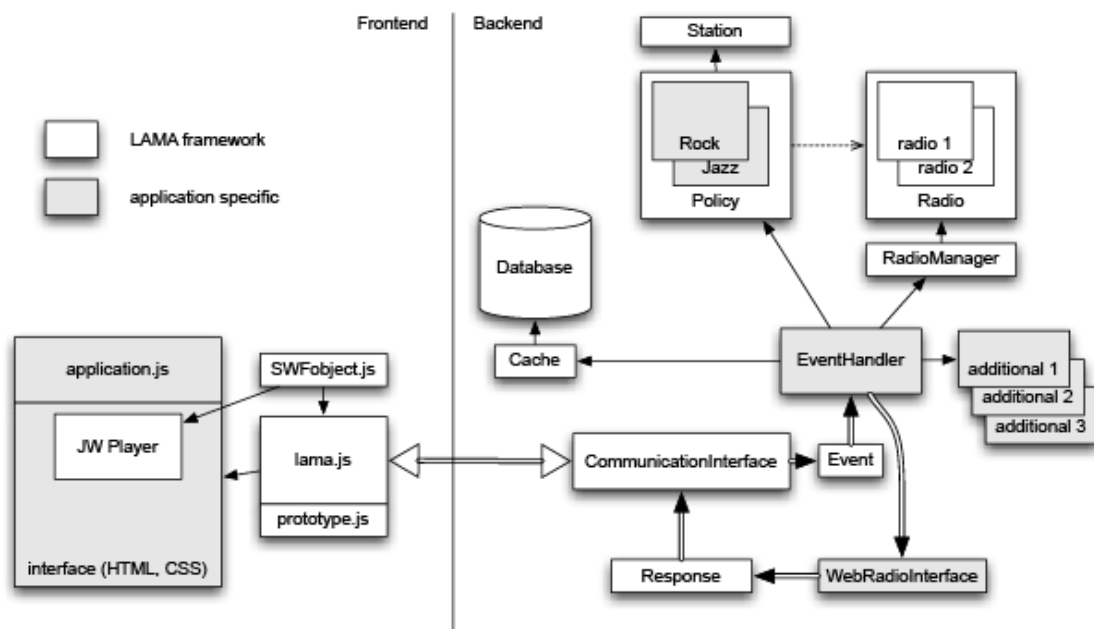 Frontend
Backend
Station
LAMA framework
application specific
Rock
Jazz
Policy
radio 1
radio 2
Radio
RadioManager
Database
Cache
EventHandler
additional 1
additional 2
additional 3
application.js
SWFobject.js
JW Player
lama.js
prototype.js
interface (HTML, CSS)
CommunicationInterface
Event
Response
WebRadioInterface